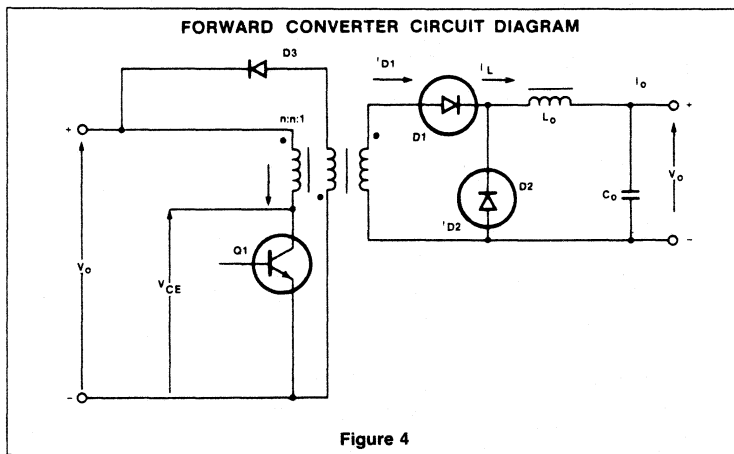 FORWARD CONVERTER CIRCUIT DIAGRAM
D3
ID1
IL
Io
n:n:1
+
D1
Lo
+
D2
Co
Vo
ID2
Q1
Vo
VCE
-
-
Figure 4